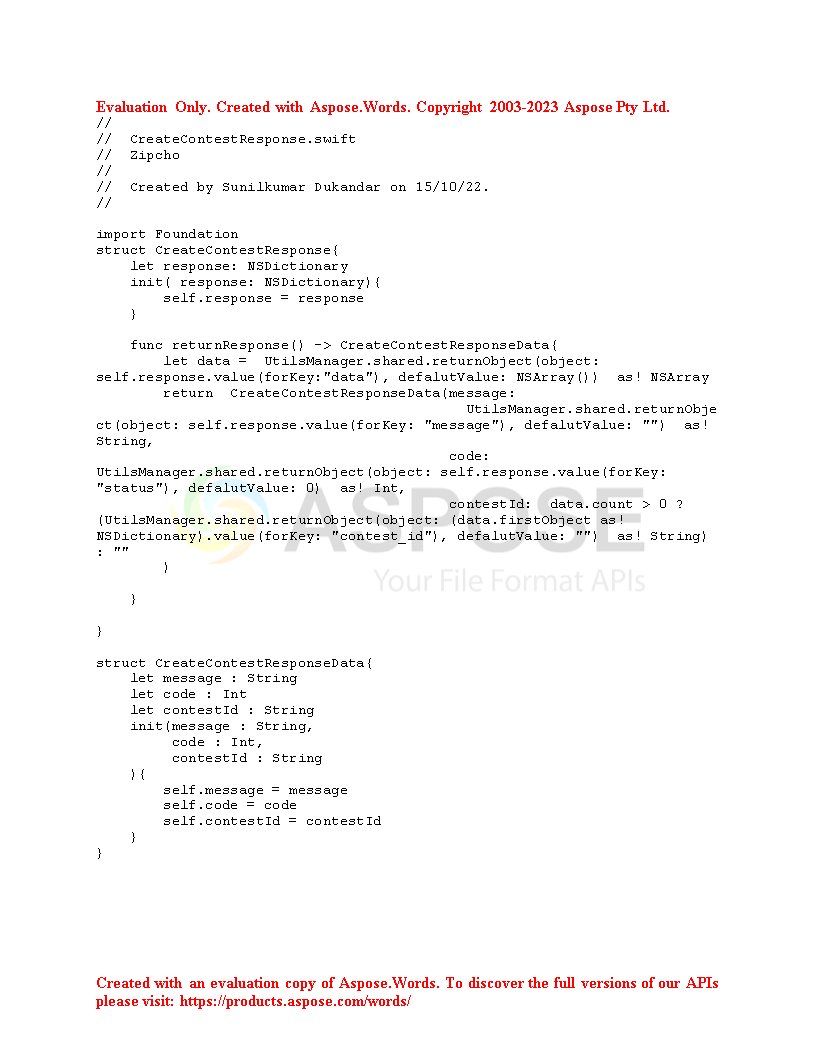 Evaluation Only. Created with Aspose.Words. Copyright 2003-2023 Aspose Pty Ltd.
//
//  CreateContestResponse.swift
//  Zipcho
//
//  Created by Sunilkumar Dukandar on 15/10/22.
//
import Foundation
struct CreateContestResponse{
    let response: NSDictionary
    init( response: NSDictionary){
        self.response = response
    }
    func returnResponse() -> CreateContestResponseData{
        let data =  UtilsManager.shared.returnObject(object:
self.response.value(forKey:"data"), defalutValue: NSArray())  as! NSArray
        return  CreateContestResponseData(message:
                                            UtilsManager.shared.returnObje
ct(object: self.response.value(forKey: "message"), defalutValue: "")  as!
String,
                                          code:
UtilsManager.shared.returnObject(object: self.response.value(forKey:
"status"), defalutValue: 0)  as! Int,
                                          contestId:  data.count > 0 ?
(UtilsManager.shared.returnObject(object: (data.firstObject as!
NSDictionary).value(forKey: "contest_id"), defalutValue: "")  as! String)
: ""
        )
    }
}
struct CreateContestResponseData{
    let message : String
    let code : Int
    let contestId : String
    init(message : String,
         code : Int,
         contestId : String
    ){
        self.message = message
        self.code = code
        self.contestId = contestId
    }
}
ASPOSE
Your File Format APIs
Created with an evaluation copy of Aspose.Words. To discover the full versions of our APIs
please visit: https://products.aspose.com/words/